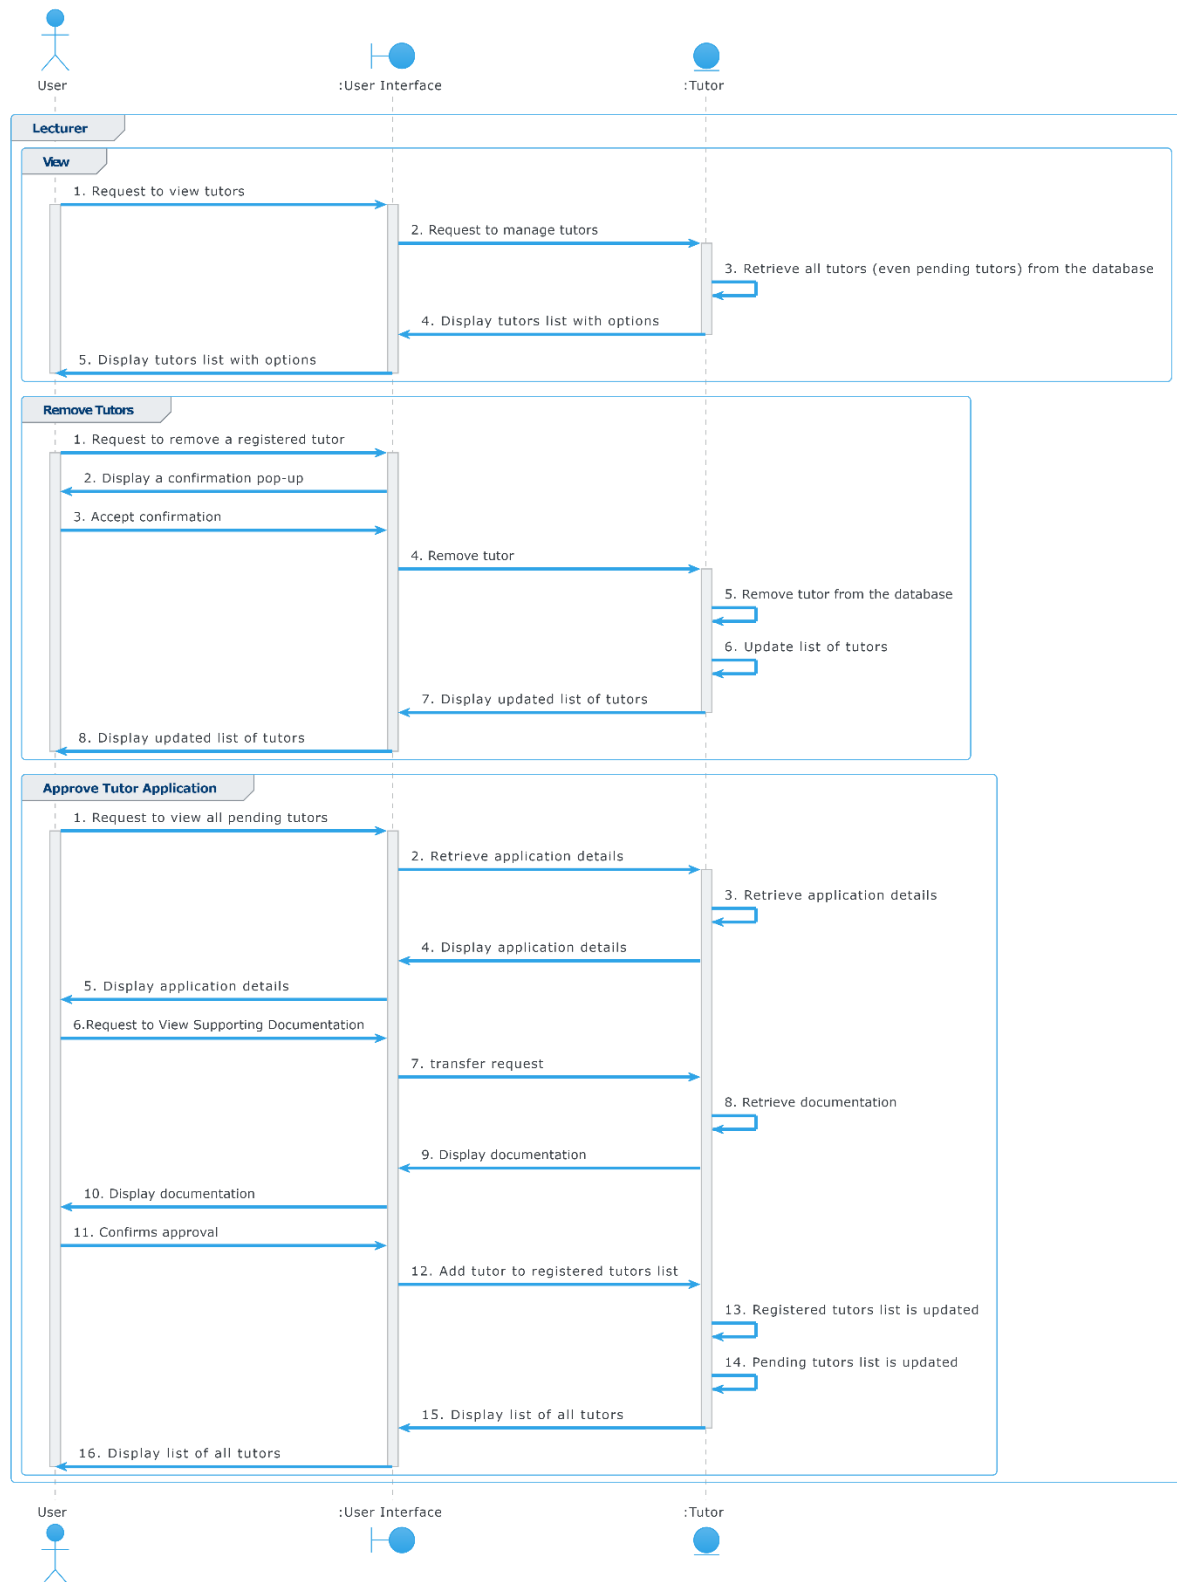 User
:User Interface
:Tutor
Lecturer
View
1. Request to view tutors
2. Request to manage tutors
3. Retrieve all tutors (even pending tutors) from the database
4. Display tutors list with options
5. Display tutors list with options
Remove Tutors
1. Request to remove a registered tutor
2. Display a confirmation pop-up
3. Accept confirmation
4. Remove tutor
5. Remove tutor from the database
6. Update list of tutors
7. Display updated list of tutors
8. Display updated list of tutors
Approve Tutor Application
1. Request to view all pending tutors
2. Retrieve application details
3. Retrieve application details
4. Display application details
5. Display application details
6.Request to View Supporting Documentation
7. transfer request
8. Retrieve documentation
9. Display documentation
10. Display documentation
11. Confirms approval
12. Add tutor to registered tutors list
13. Registered tutors list is updated
14. Pending tutors list is updated
15. Display list of all tutors
16. Display list of all tutors
User
:User Interface
:Tutor